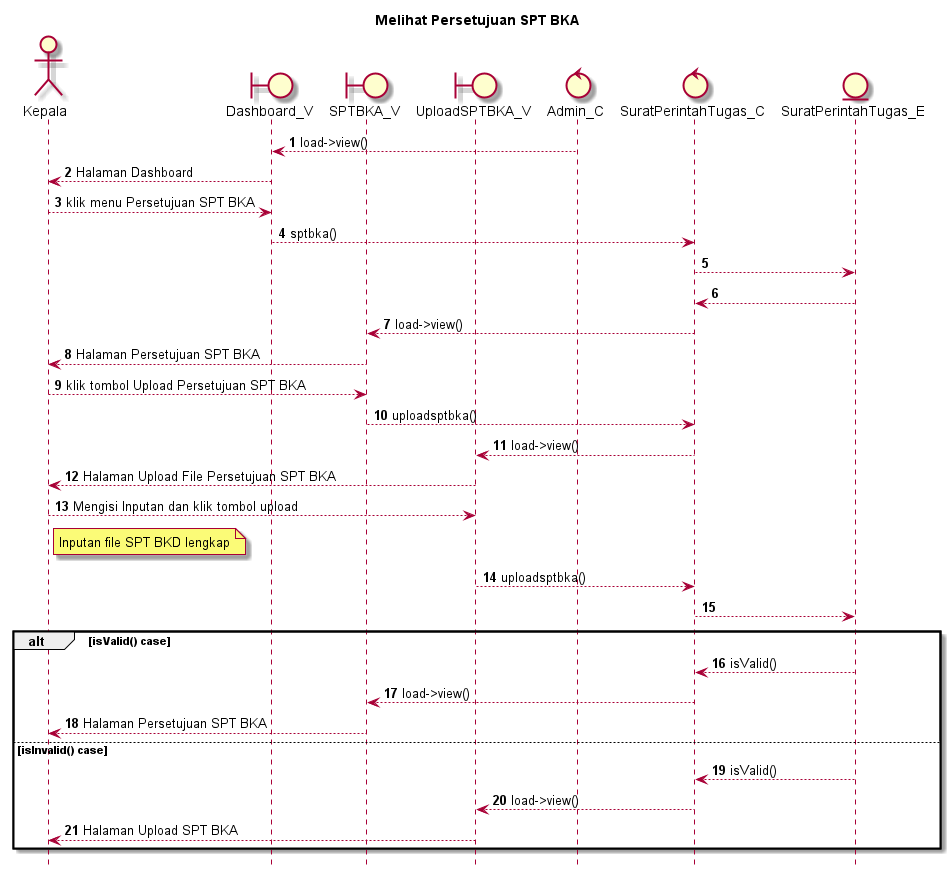 Melihat Persetujuan SPT BKA
Kepala
Dashboard_V
SPTBKA_V
UploadSPTBKA_V
Admin_C
SuratPerintahTugas_C
SuratPerintahTugas_E
1 load->view()
2 Halaman Dashboard
3 klik menu Persetujuan SPT BKA
4 sptbka()
5
6
7 load->view()
8 Halaman Persetujuan SPT BKA
9 klik tombol Upload Persetujuan SPT BKA
10 uploadsptbka()
11 load->view()
12 Halaman Upload File Persetujuan SPT BKA
13 Mengisi Inputan dan klik tombol upload
Inputan file SPT BKD lengkap
14 uploadsptbka()
15
alt [isValid() case]
16 isValid()
17 load->view()
18 Halaman Persetujuan SPT BKA
[isInvalid() case]
19 isValid()
20 load->view()
21 Halaman Upload SPT BKA